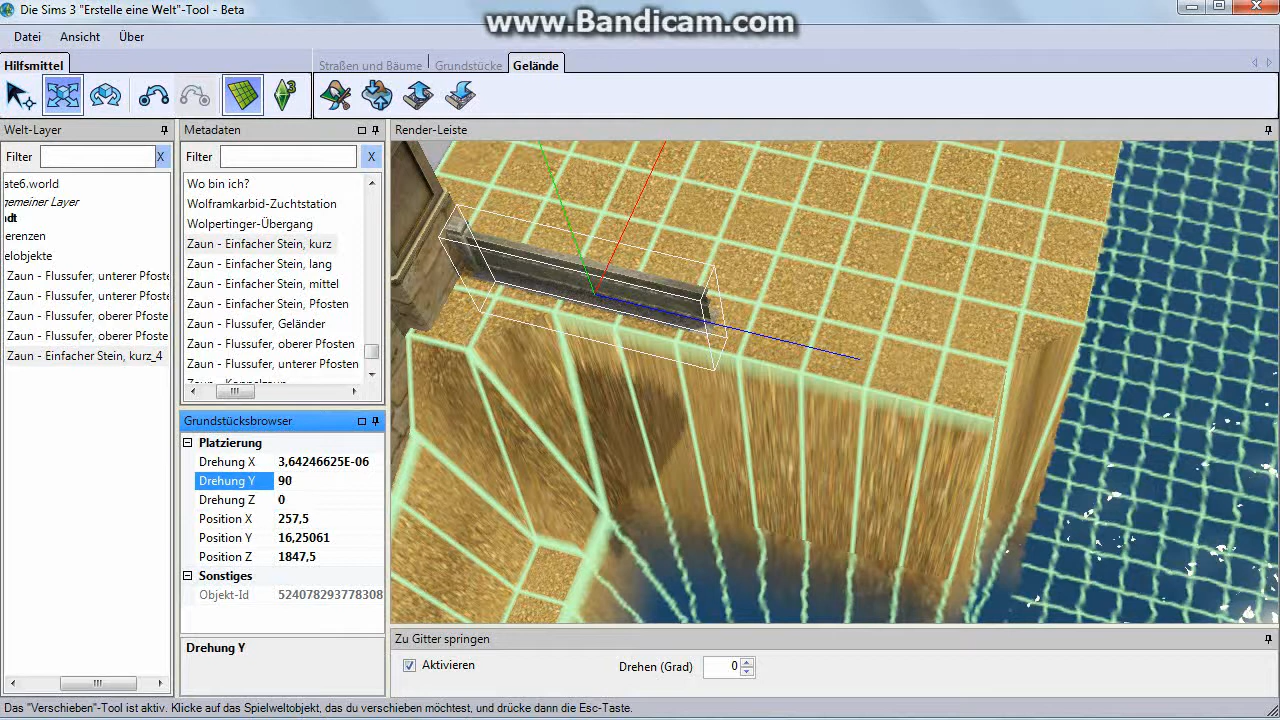 Die Sims 3 "Erstelle eine Welt"-Tool - Beta
www.Bandicam.com
Datei Ansicht Über
Hilfsmittel
Straßen und Bäume Grundstücke Gelände
Welt-Layer
Metadaten
Render-Leiste
Filter X
Filter X
ate6.world
gemeiner Layer
dt
erenzen
elobjekte
Zaun - Flussufer, unterer Pfoste
Zaun - Flussufer, unterer Pfoste
Zaun - Flussufer, oberer Pfoste
Zaun - Flussufer, oberer Pfoste
Zaun - Einfacher Stein, kurz_4
Wo bin ich?
Wolframkarbid-Zuchtstation
Wolpertinger-Übergang
Zaun - Einfacher Stein, kurz
Zaun - Einfacher Stein, lang
Zaun - Einfacher Stein, mittel
Zaun - Einfacher Stein, Pfosten
Zaun - Flussufer, Geländer
Zaun - Flussufer, oberer Pfosten
Zaun - Flussufer, unterer Pfosten
Grundstücksbrowser
Platzierung
Drehung X 3,64246625E-06
Drehung Y 90
Drehung Z 0
Position X 257,5
Position Y 16,25061
Position Z 1847,5
Sonstiges
Objekt-Id 524078293778308
Drehung Y
Zu Gitter springen
Aktivieren
Drehen (Grad) 0
Das "Verschieben"-Tool ist aktiv. Klicke auf das Spielweltobjekt, das du verschieben möchtest, und drücke dann die Esc-Taste.